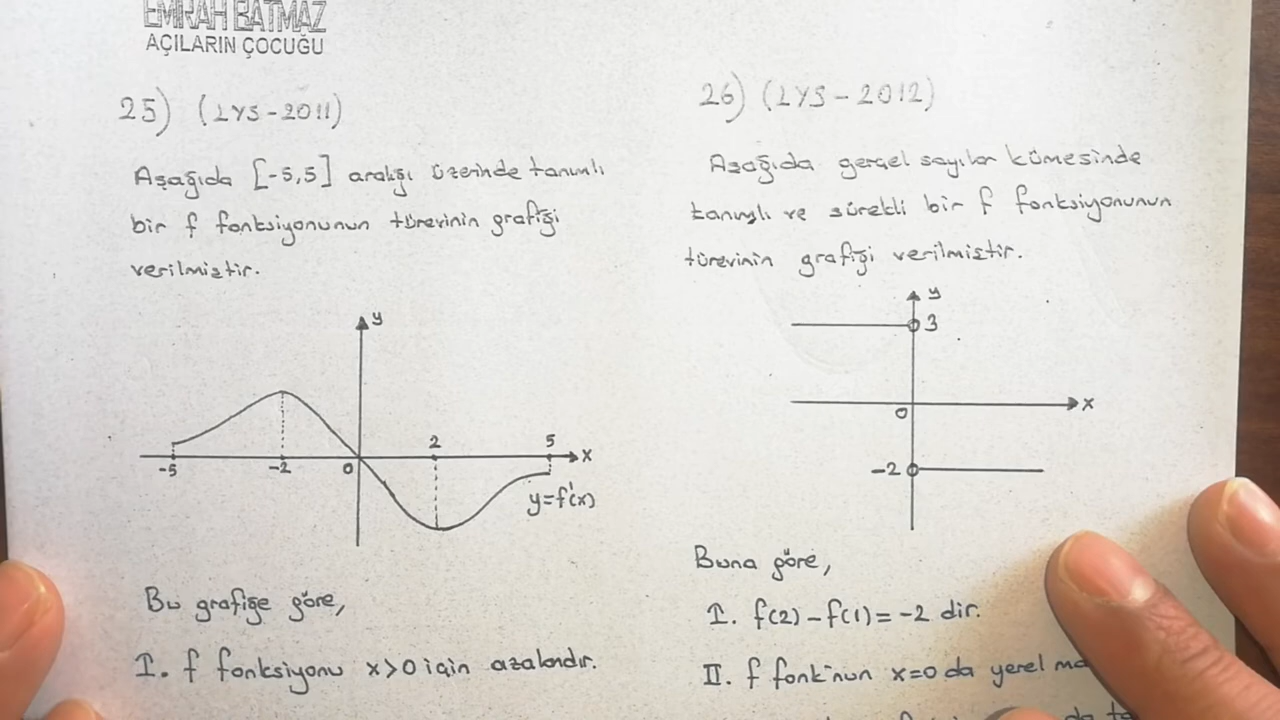 EMRAH BATMAZ
AÇILARIN ÇOCUĞU
25) (LYS-2011)
Aşağıda [-5,5] aralığı üzerinde tanımlı
bir f fonksiyonunun türevinin grafiği
verilmiştir.
y
-5 -2 0 2 5 x
y=f'(x)
Bu grafiğe göre,
I. f fonksiyonu x>0 için azalandır.
26) (LYS-2012)
Aşağıda gerçel sayılar kümesinde
tanımlı ve sürekli bir f fonksiyonunun
türevinin grafiği verilmiştir.
y
3
0 x
-2
Buna göre,
I. f(2)-f(1)=-2 dir.
II. f fonk'nun x=0 da yerel